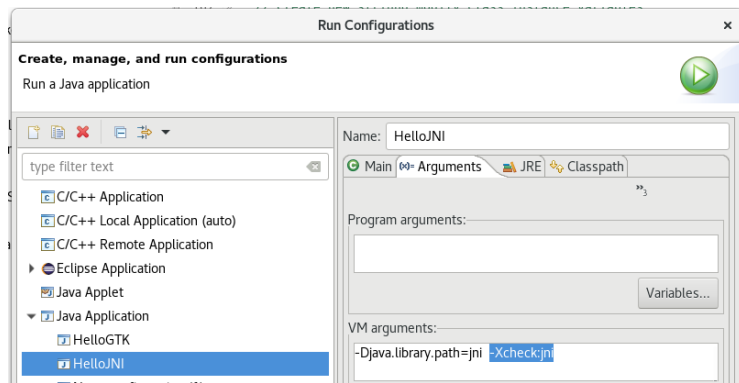 Run Configurations
Create, manage, and run configurations
Run a Java application
Name: HelloJNI
type filter text
Main Arguments JRE Classpath
»3
C/C++ Application
C/C++ Local Application (auto)
C/C++ Remote Application
Eclipse Application
Java Applet
Java Application
HelloGTK
HelloJNI
Program arguments:
Variables...
VM arguments:
-Djava.library.path=jni -Xcheck:jni